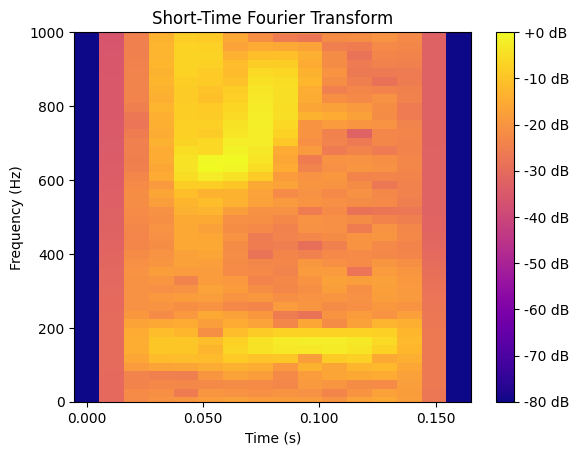 Short-Time Fourier Transform
1000
800
600
400
200
0
Frequency (Hz)
0.000
0.050
0.100
0.150
Time (s)
+0 dB
-10 dB
-20 dB
-30 dB
-40 dB
-50 dB
-60 dB
-70 dB
-80 dB